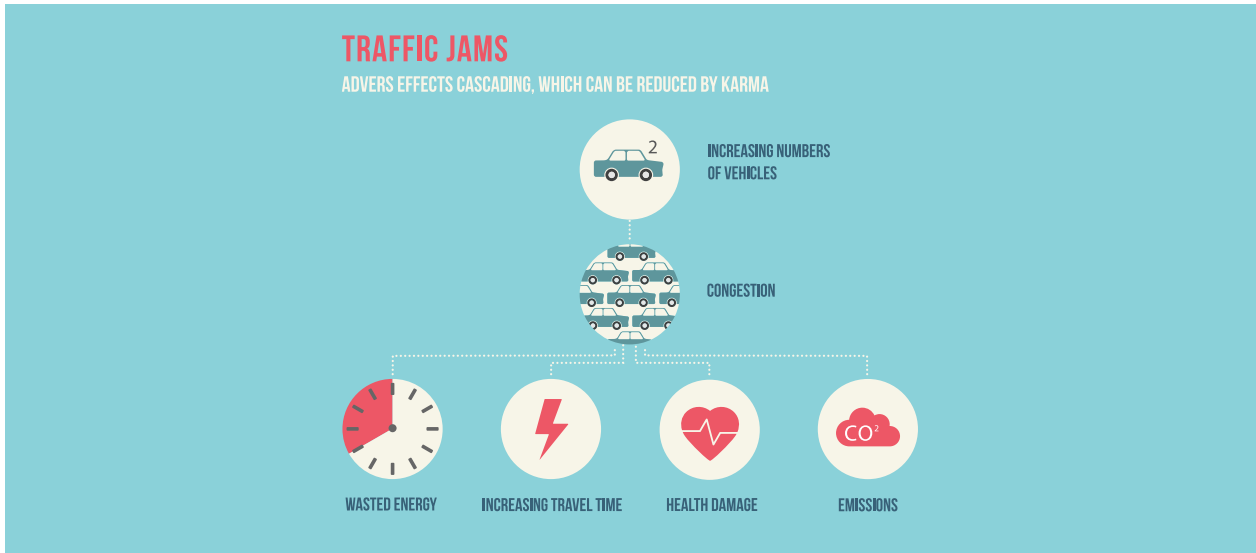 TRAFFIC JAMS
ADVERS EFFECTS CASCADING, WHICH CAN BE REDUCED BY KARMA
2
INCREASING NUMBERS
OF VEHICLES
CONGESTION
CO²
WASTED ENERGY
INCREASING TRAVEL TIME
HEALTH DAMAGE
EMISSIONS